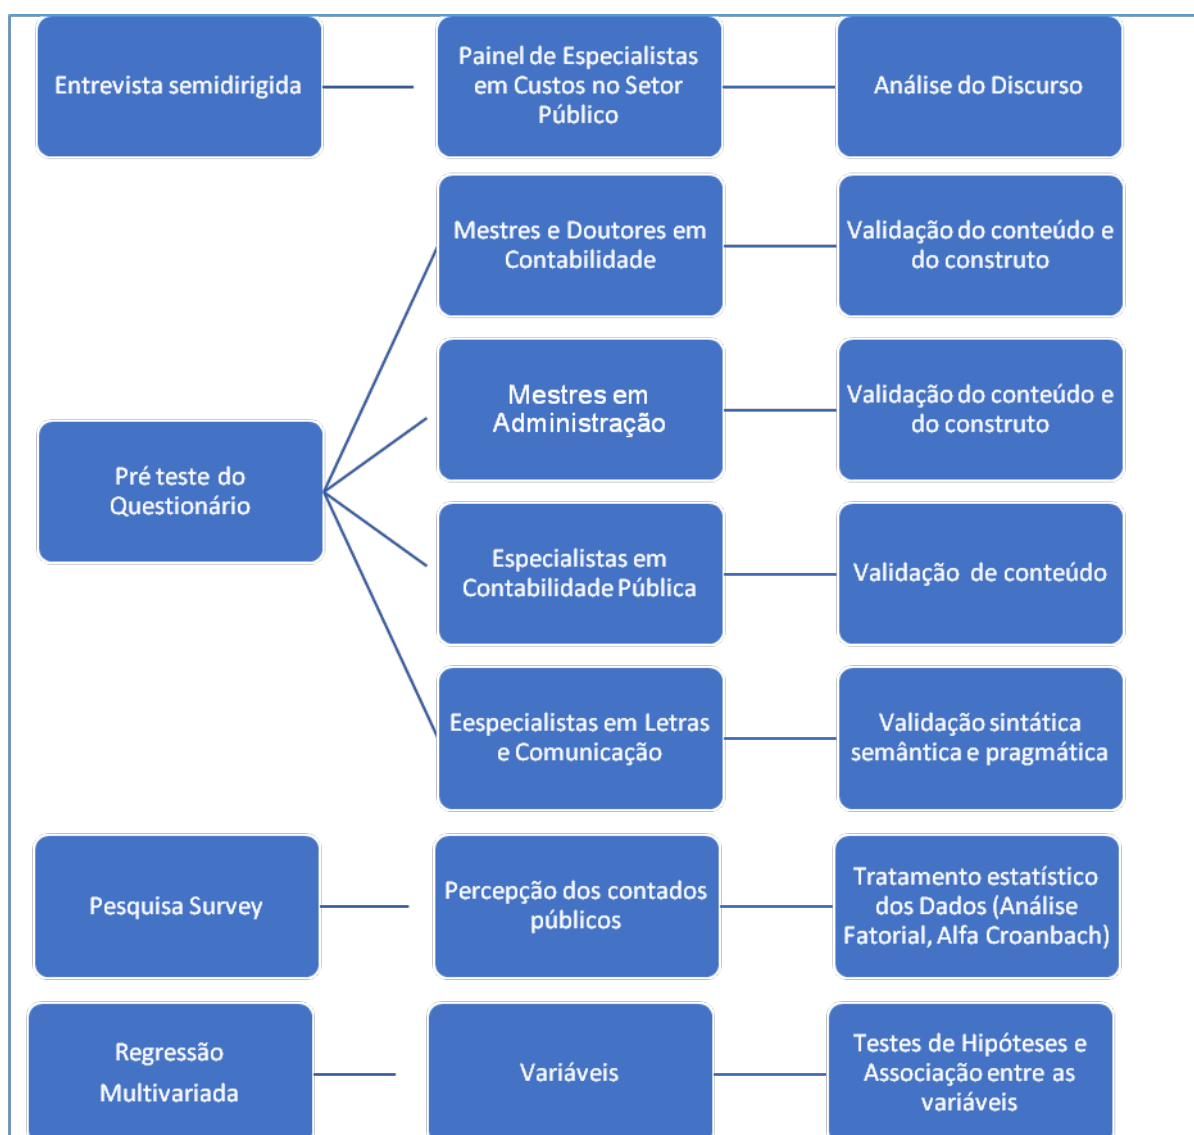 Entrevista semidirigida
Painel de Especialistas
em Custos no Setor
Público
Análise do Discurso
Mestres e Doutores em
Contabilidade
Validação do conteúdo e
do construto
Mestres em
Administração
Validação do conteúdo e
do construto
Pré teste do
Questionário
Especialistas em
Contabilidade Pública
Validação de conteúdo
Eespecialistas em Letras
e Comunicação
Validação sintática
semântica e pragmática
Pesquisa Survey
Percepção dos contados
públicos
Tratamento estatístico
dos Dados (Análise
Fatorial, Alfa Croanbach)
Regressão
Multivariada
Variáveis
Testes de Hipóteses e
Associação entre as
variáveis